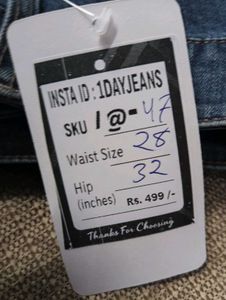 INSTA ID : 1DAYJEANS
SKU 1@-47
Waist Size 28
Hip 32
(inches) Rs. 499 /-
Thanks For Choosing